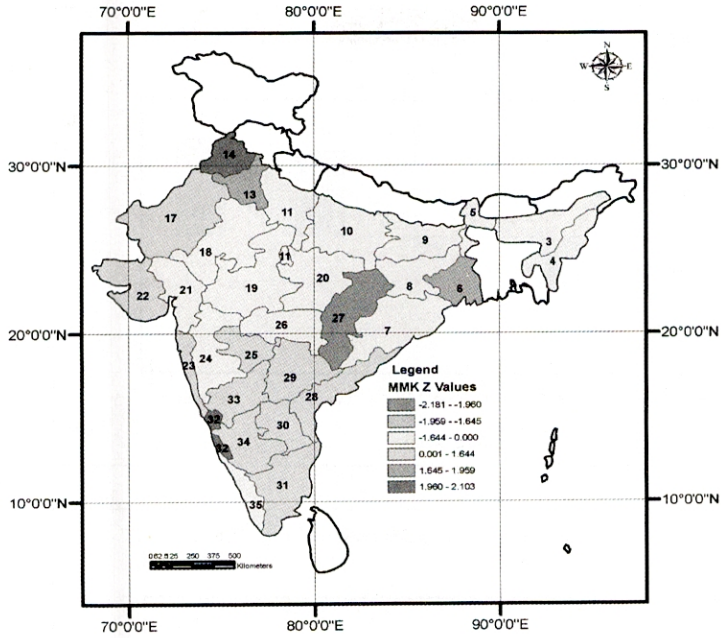 70°0'0"E 80°0'0"E 90°0'0"E
N
W E
S
30°0'0"N 30°0'0"N
14
13
17
11
5
10
9
3
18
11
4
20
22
21
19
8
6
27
26
7
20°0'0"N 20°0'0"N
23
24
25
29
28
33
32
34
30
32
31
35
Legend
MMK Z Values
-2.181 - -1.960
-1.959 - -1.645
-1.644 - 0.000
0.001 - 1.644
1.645 - 1.959
1.960 - 2.103
10°0'0"N 10°0'0"N
250 375 500
Kilometers
70°0'0"E 80°0'0"E 90°0'0"E